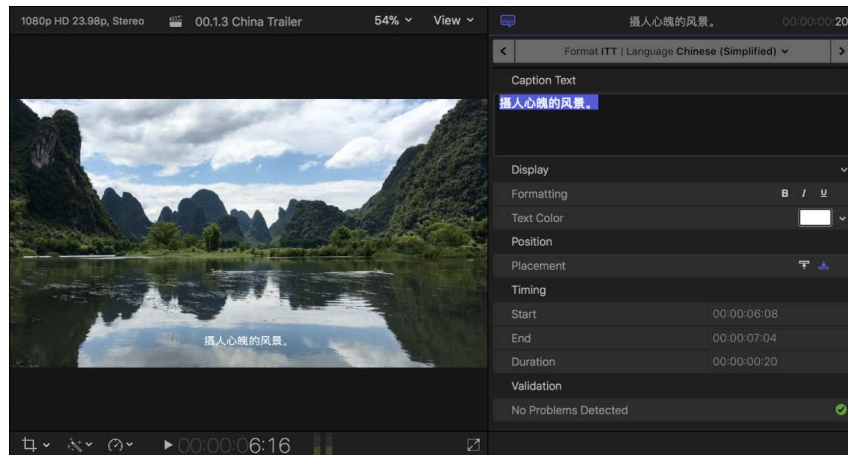 1080p HD 23.98p, Stereo
00.1.3 China Trailer
54%
View
摄人心魄的风景。
00:00:06:16
摄人心魄的风景。
00:00:00:20
Format ITT | Language Chinese (Simplified)
Caption Text
摄人心魄的风景。
Display
Formatting
B I U
Text Color
Position
Placement
Timing
Start 00:00:06:08
End 00:00:07:04
Duration 00:00:00:20
Validation
No Problems Detected